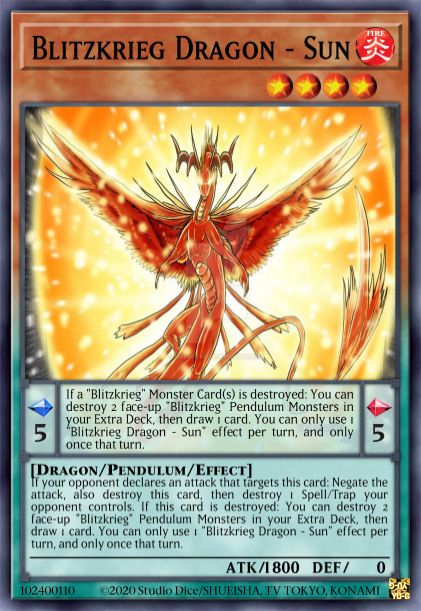 BLITZKRIEG DRAGON - SUN
FIRE
炎
If a "Blitzkrieg" Monster Card(s) is destroyed: You can
destroy 2 face-up "Blitzkrieg" Pendulum Monsters in
your Extra Deck, then draw 1 card. You can only use 1
"Blitzkrieg Dragon - Sun" effect per turn, and only
once that turn.
5
5
[DRAGON/PENDULUM/EFFECT]
If your opponent declares an attack that targets this card: Negate the
attack, also destroy this card, then destroy 1 Spell/Trap your
opponent controls. If this card is destroyed: You can destroy 2
face-up "Blitzkrieg" Pendulum Monsters in your Extra Deck, then
draw 1 card. You can only use 1 "Blitzkrieg Dragon - Sun" effect per
turn, and only once that turn.
ATK/1800 DEF/ 0
102400110 ©2020 Studio Dice/SHUEISHA, TV TOKYO, KONAMI